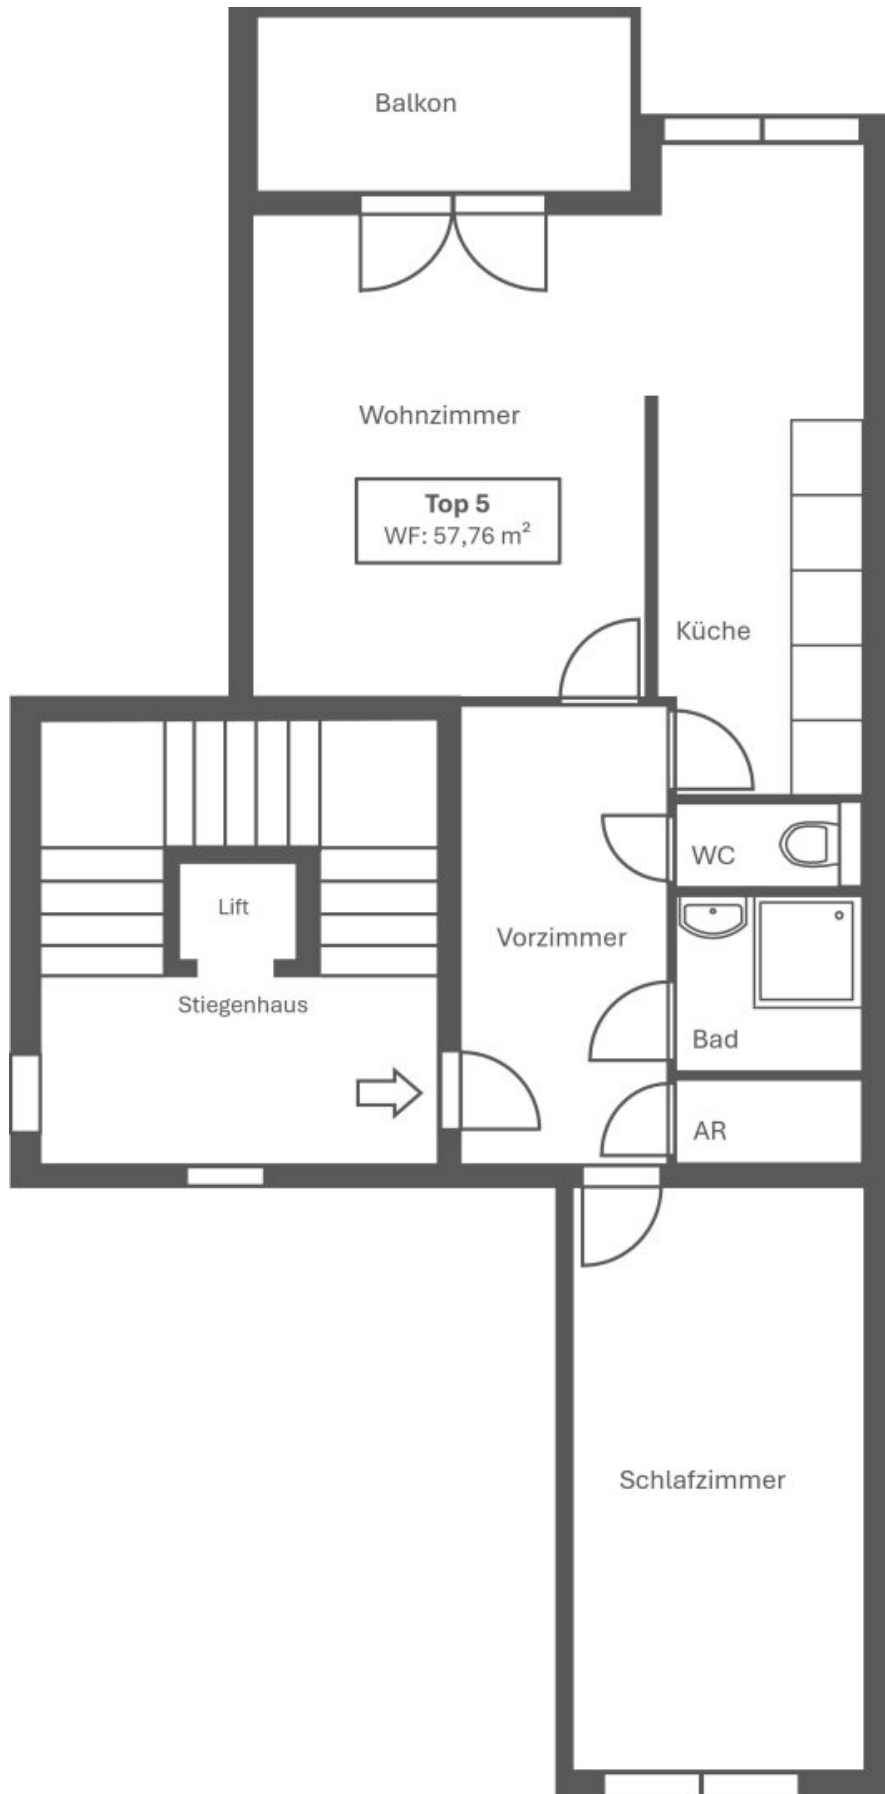 Balkon
Wohnzimmer
Top 5
WF: 57,76 m²
Küche
WC
Lift
Vorzimmer
Stiegenhaus
Bad
AR
Schlafzimmer